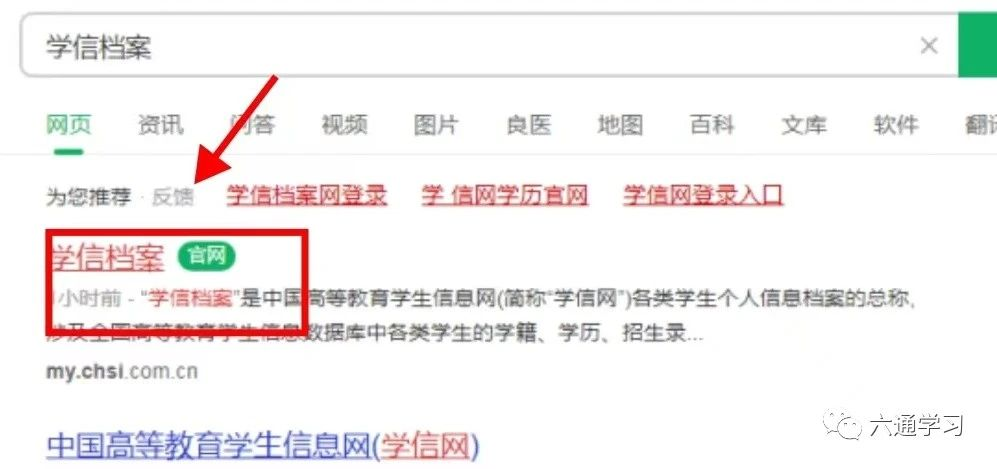 学信档案 ×
网页 资讯 问答 视频 图片 良医 地图 百科 文库 软件
为您推荐 · 反馈 学信档案网登录 学 信网学历官网 学信网登录入口
学信档案 官网
1小时前 - “学信档案”是中国高等教育学生信息网(简称“学信网”)各类学生个人信息档案的总称,
涉及全国高等教育学生信息数据库中各类学生的学籍、学历、招生录...
my.chsi.com.cn
中国高等教育学生信息网(学信网)
六通学习